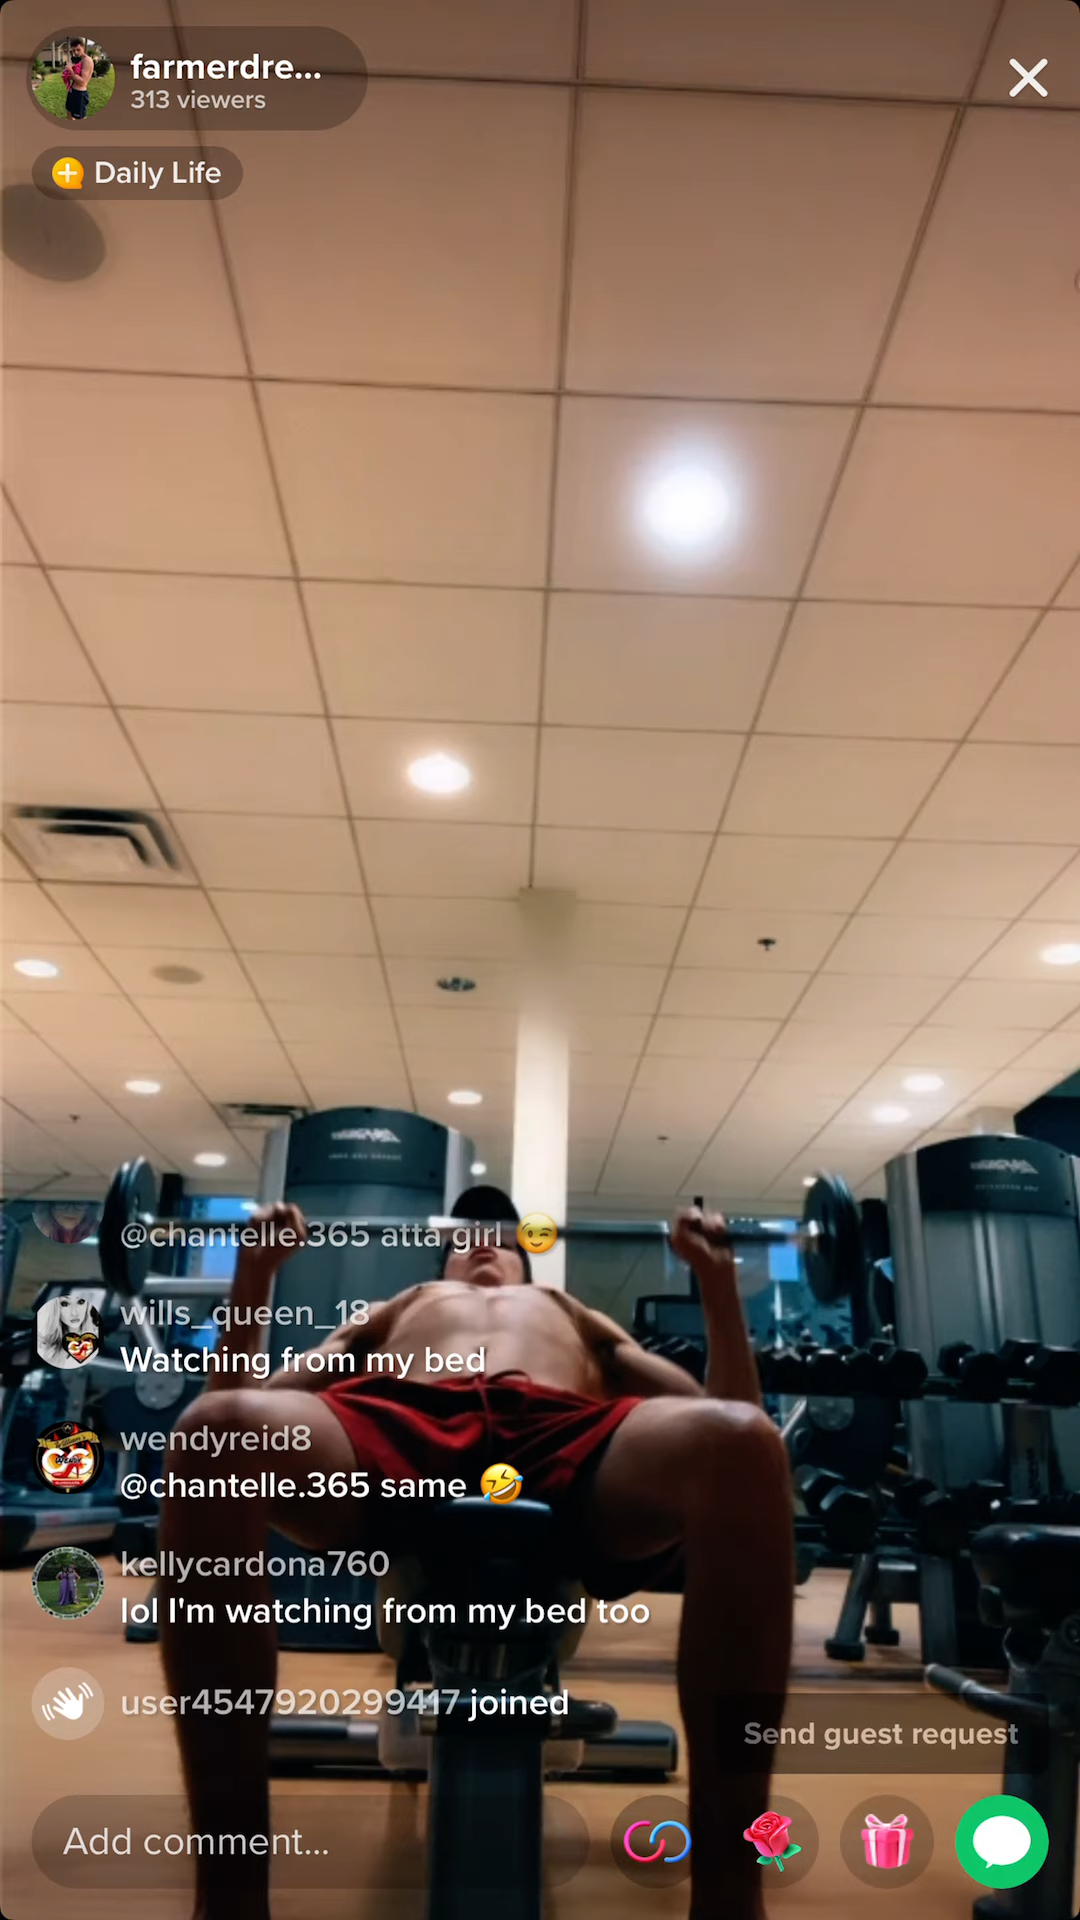 farmerdre...
313 viewers
Daily Life
@chantelle.365 atta girl 😉
wills_queen_18
Watching from my bed
wendyreid8
@chantelle.365 same 🤣
kellycardona760
lol I'm watching from my bed too
user4547920299417 joined
Send guest request
Add comment...